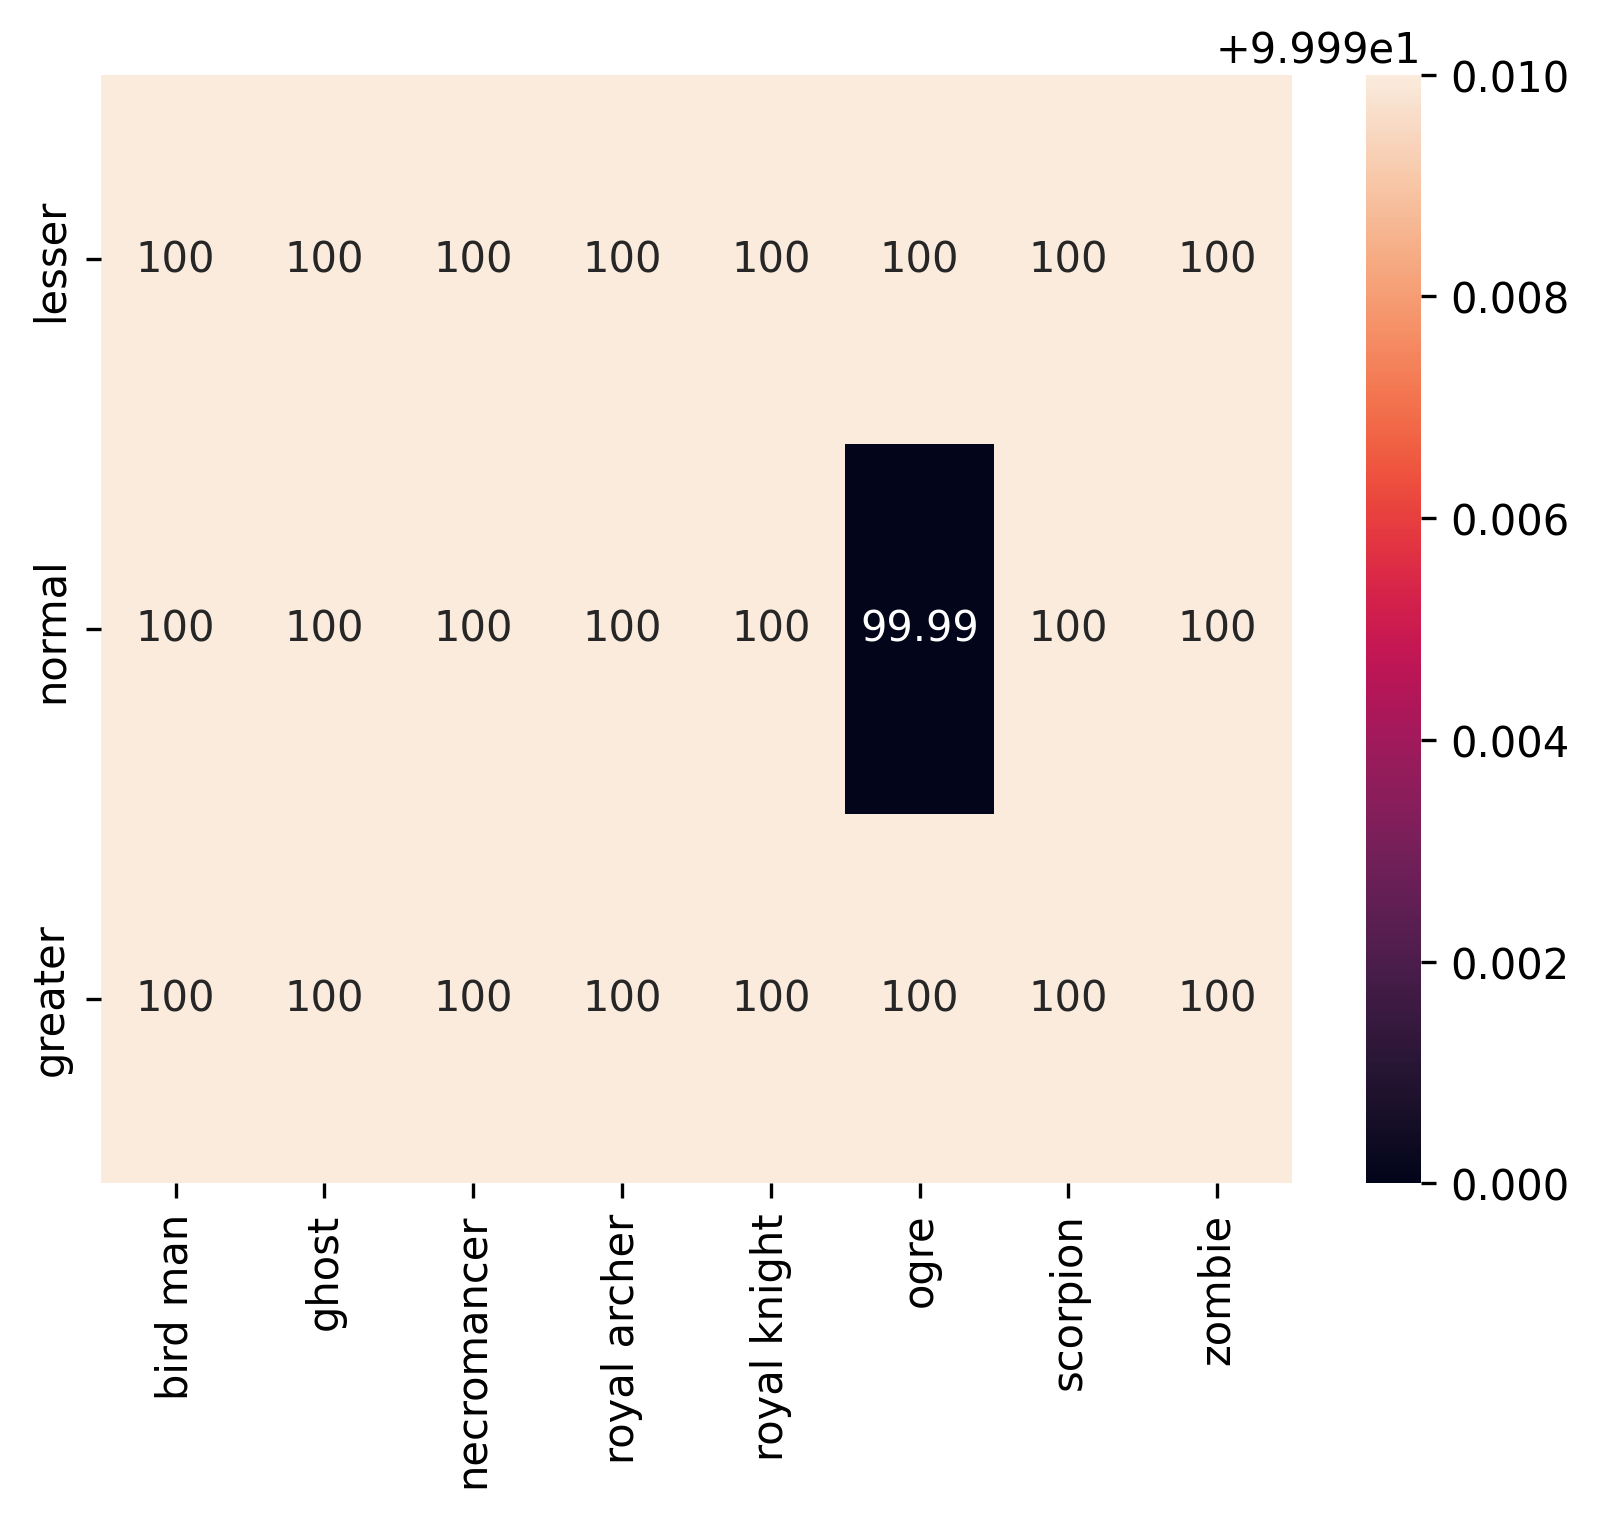 +9.999e1
0.010
lesser 100 100 100 100 100 100 100 100
0.008
0.006
normal 100 100 100 100 100 99.99 100 100
0.004
0.002
greater 100 100 100 100 100 100 100 100
0.000
bird man
ghost
necromancer
royal archer
royal knight
ogre
scorpion
zombie